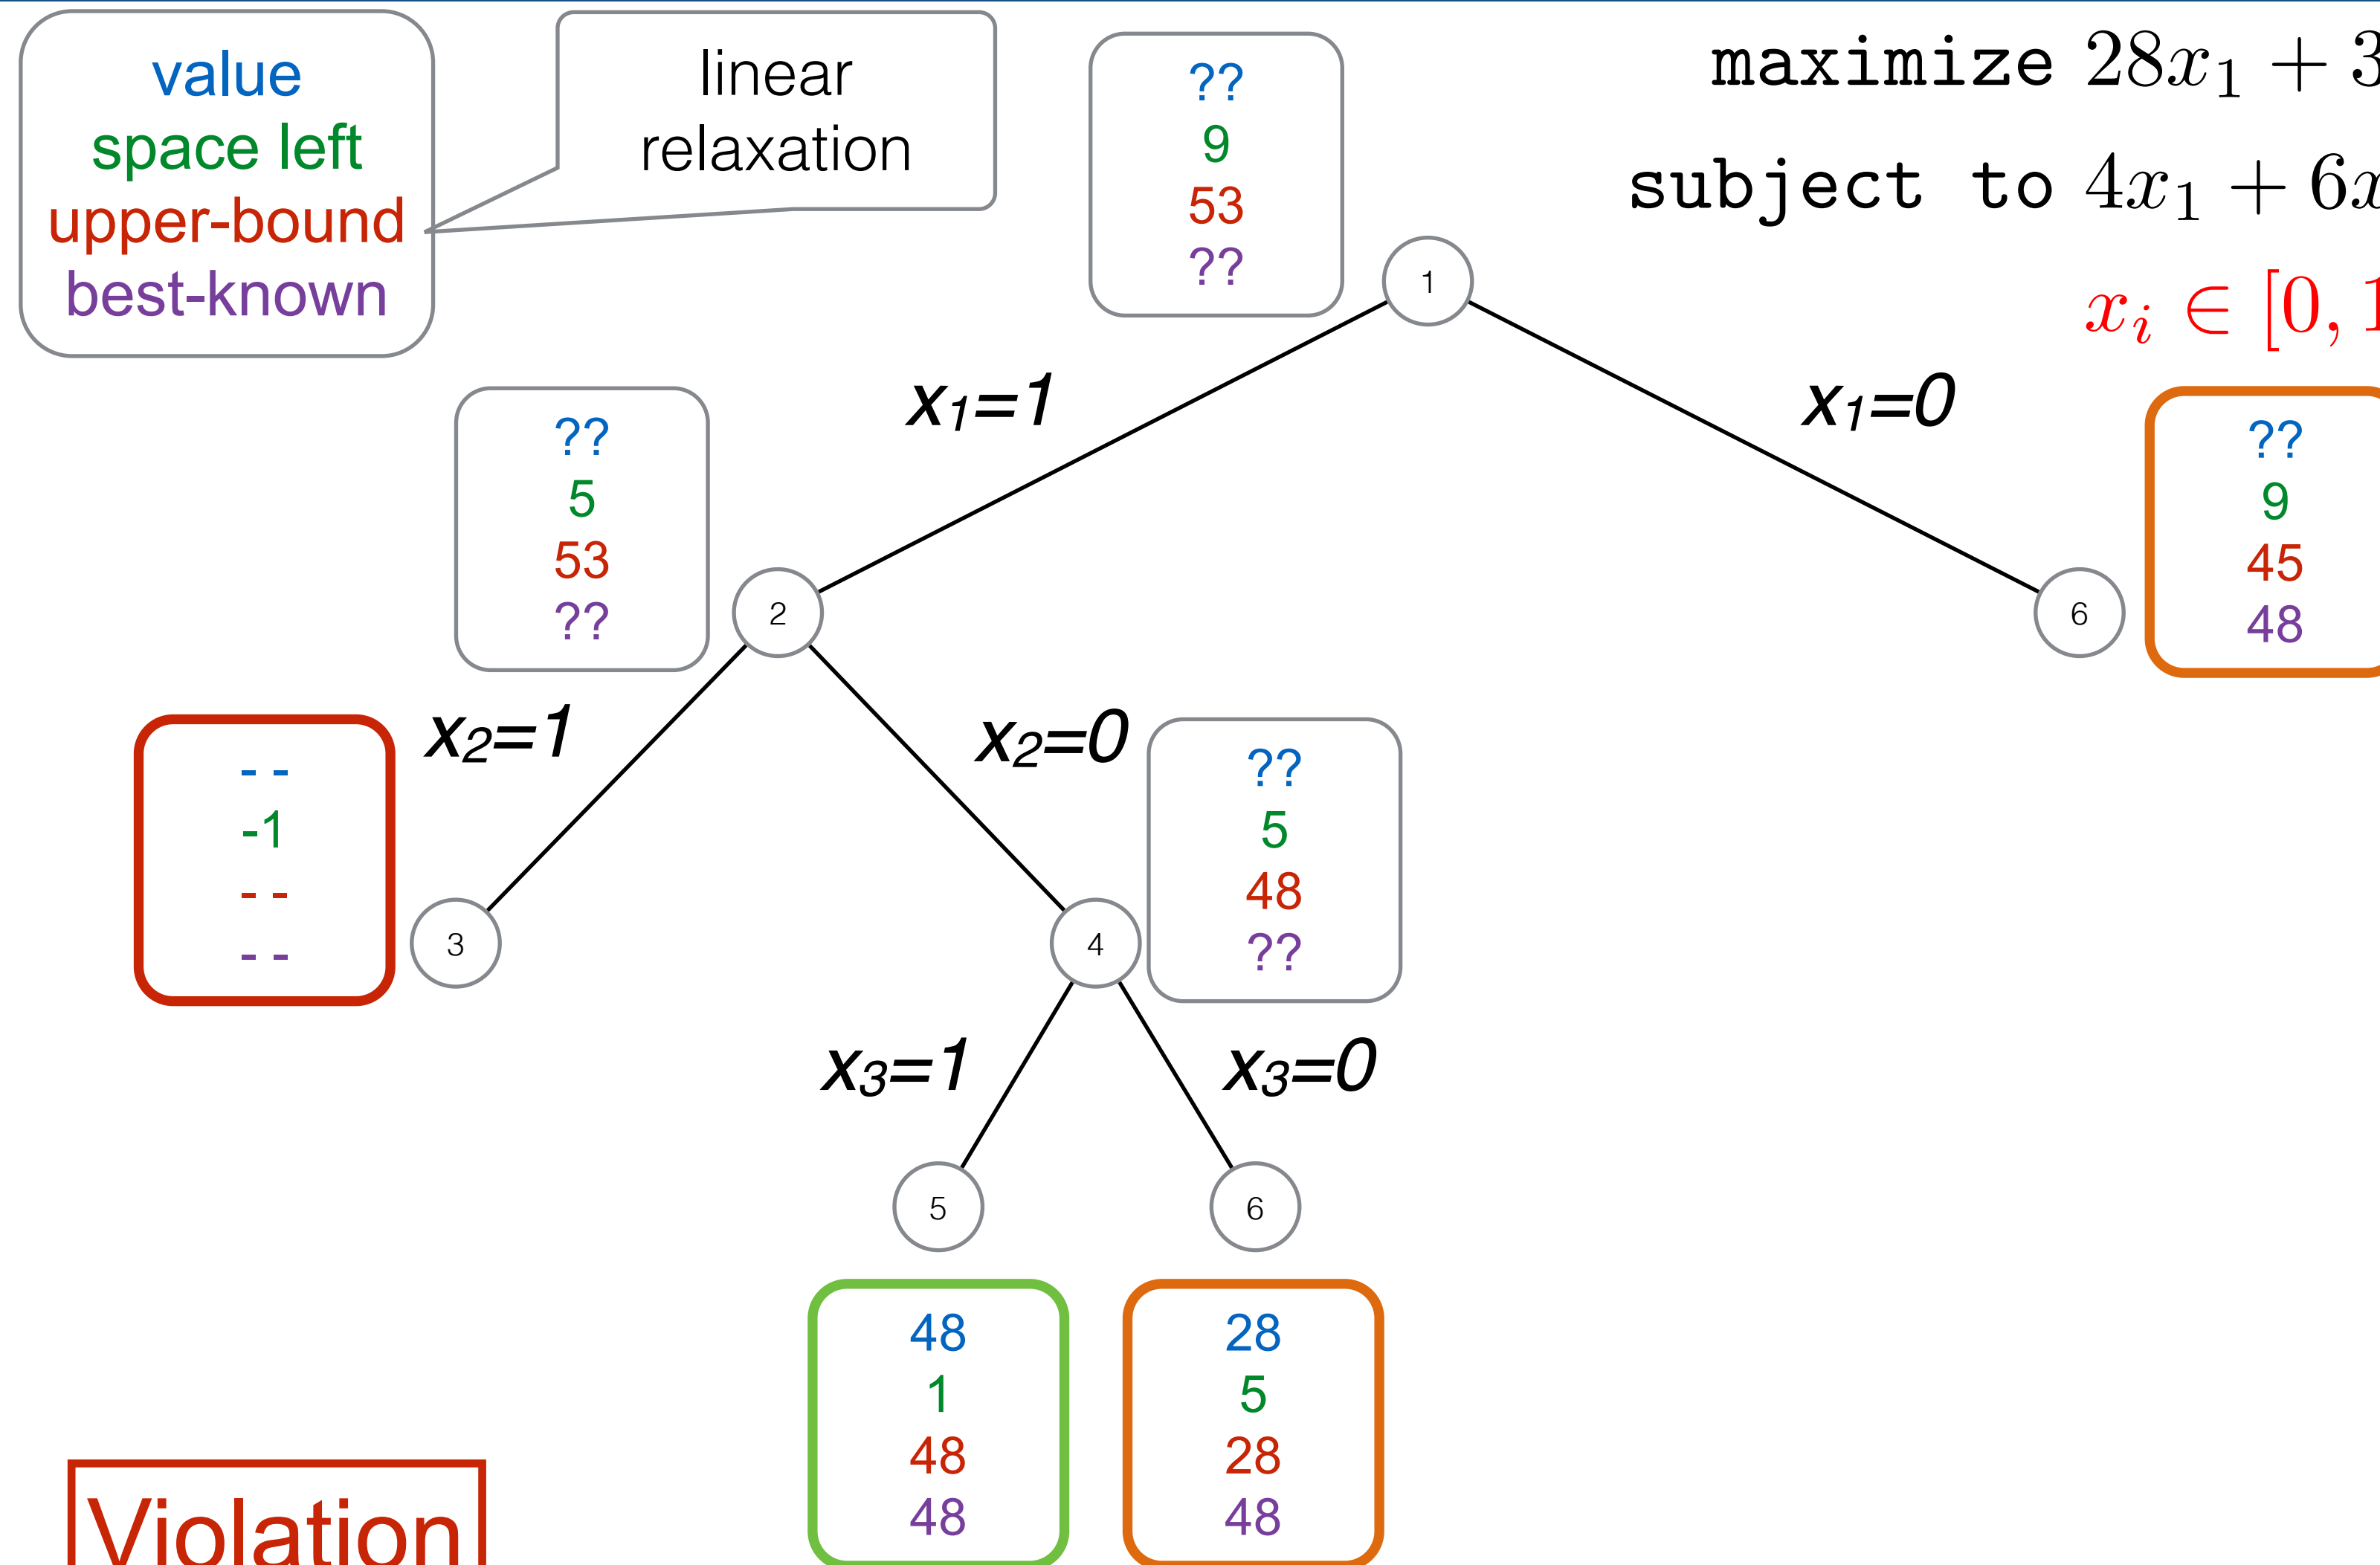 value
space left
upper-bound
best-known
linear
relaxation
??
9
53
??
maximize 28x₁ + 3
subject to 4x₁ + 6x
xᵢ ∈ [0, 1
1
x₁=1
x₁=0
??
5
53
??
2
6
??
9
45
48
x₂=1
x₂=0
- -
-1
- -
- -
3
4
??
5
48
??
x₃=1
x₃=0
5
6
48
1
48
48
28
5
28
48
Violation